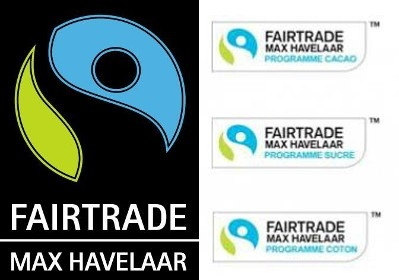 FAIRTRADE
MAX HAVELAAR
TM
FAIRTRADE
MAX HAVELAAR
PROGRAMME CACAO
TM
FAIRTRADE
MAX HAVELAAR
PROGRAMME SUCRE
TM
FAIRTRADE
MAX HAVELAAR
PROGRAMME COTON